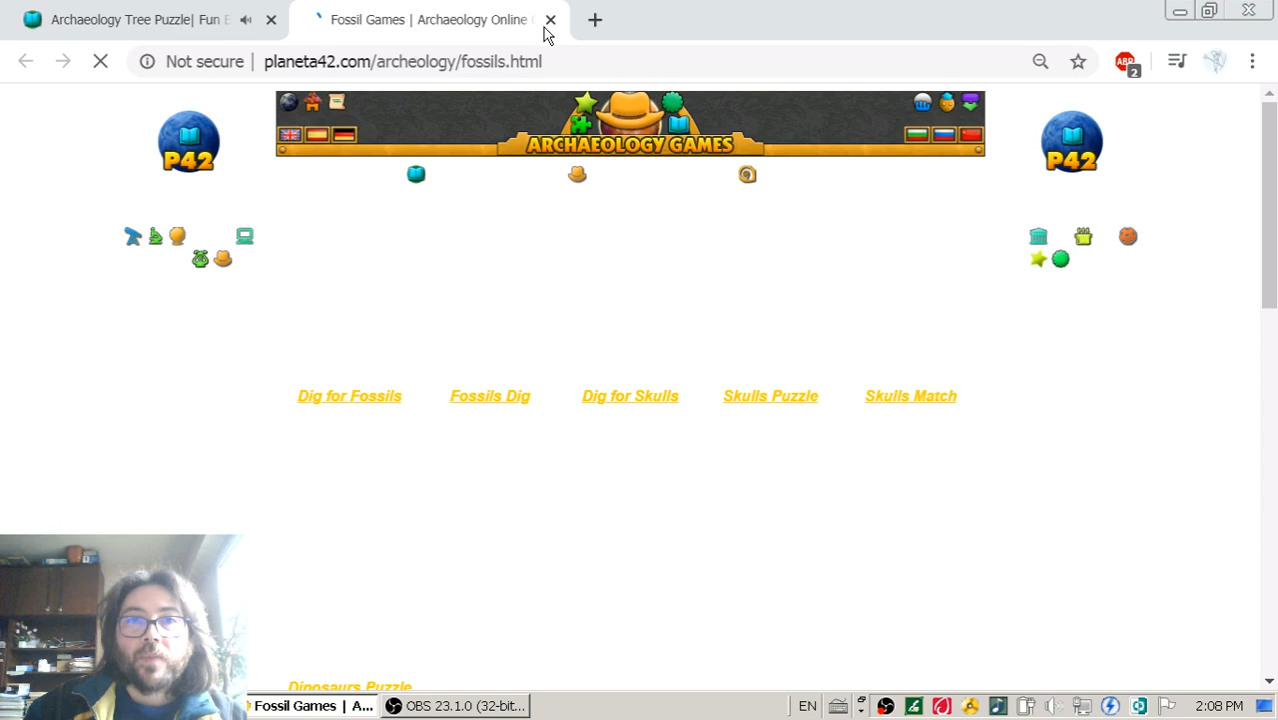 Archaeology Tree Puzzle| Fun E
Fossil Games | Archaeology Online
Not secure planeta42.com/archeology/fossils.html
ABP
2
ARCHAEOLOGY GAMES
P42
P42
Dig for Fossils Fossils Dig Dig for Skulls Skulls Puzzle Skulls Match
Dinosaurs Puzzle
Fossil Games | A... OBS 23.1.0 (32-bit... EN 2:08 PM